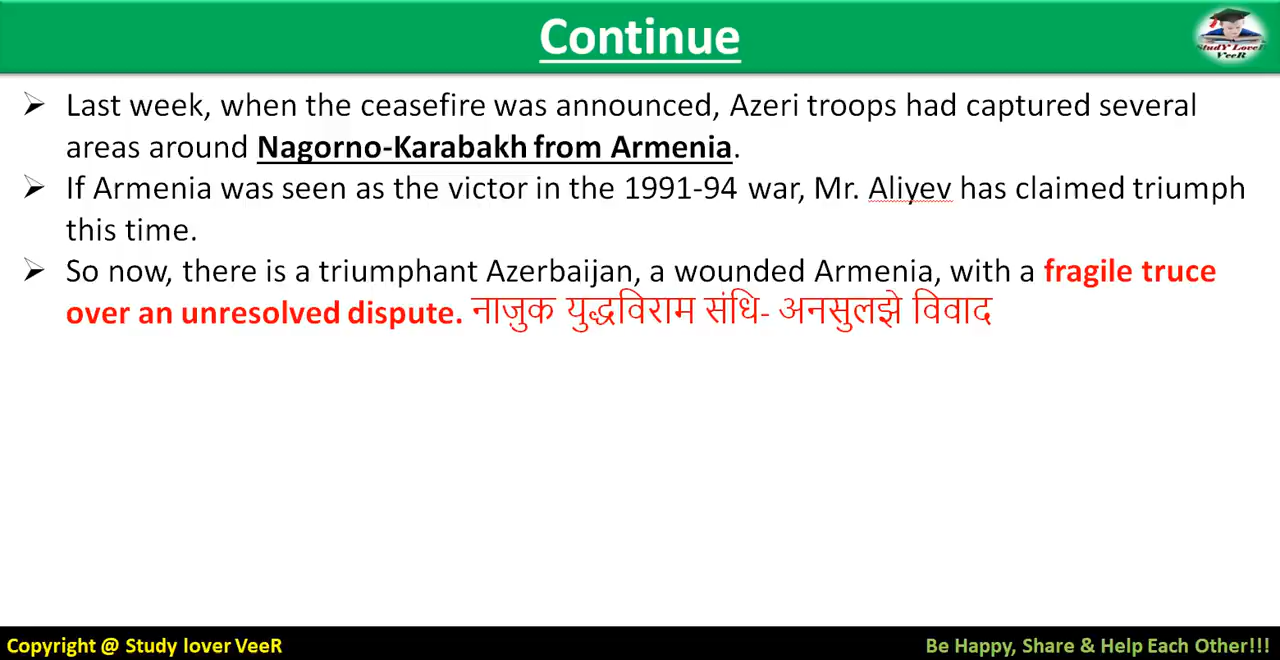 Continue
StudY LoveR
VeeR
➢ Last week, when the ceasefire was announced, Azeri troops had captured several
areas around Nagorno-Karabakh from Armenia.
➢ If Armenia was seen as the victor in the 1991-94 war, Mr. Aliyev has claimed triumph
this time.
➢ So now, there is a triumphant Azerbaijan, a wounded Armenia, with a fragile truce
over an unresolved dispute. नाज़ुक युद्धविराम संधि- अनसुलझे विवाद
Copyright @ Study lover VeeR
Be Happy, Share & Help Each Other!!!